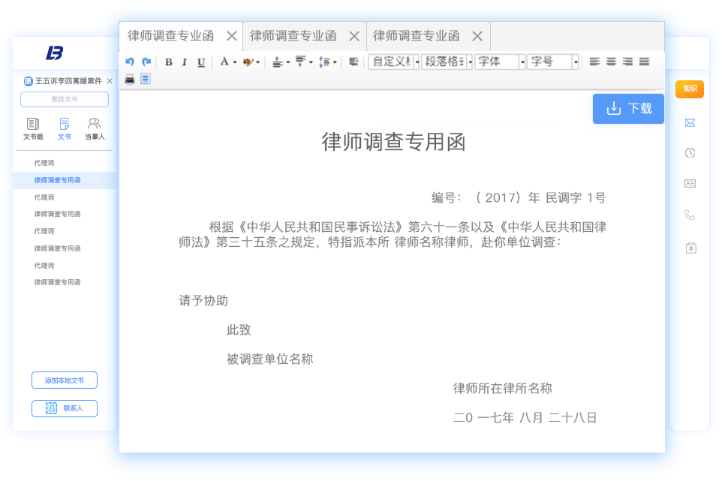 律师调查专业函
律师调查专业函
律师调查专业函
王五诉李四离婚案件
查找文书
文书组
文书
当事人
代理词
律师调查专用函
代理词
律师调查专用函
代理词
律师调查专用函
代理词
律师调查专用函
添加本地文书
联系人
B I U A
段落格式
字体
字号
下载
律师调查专用函
编号：（ 2017）年 民调字 1号
根据《中华人民共和国民事诉讼法》第六十一条以及《中华人民共和国律
师法》第三十五条之规定，特指派本所 律师名称律师，赴你单位调查：
请予协助
此致
被调查单位名称
律师所在律所名称
二0 一七年 八月 二十八日
知识